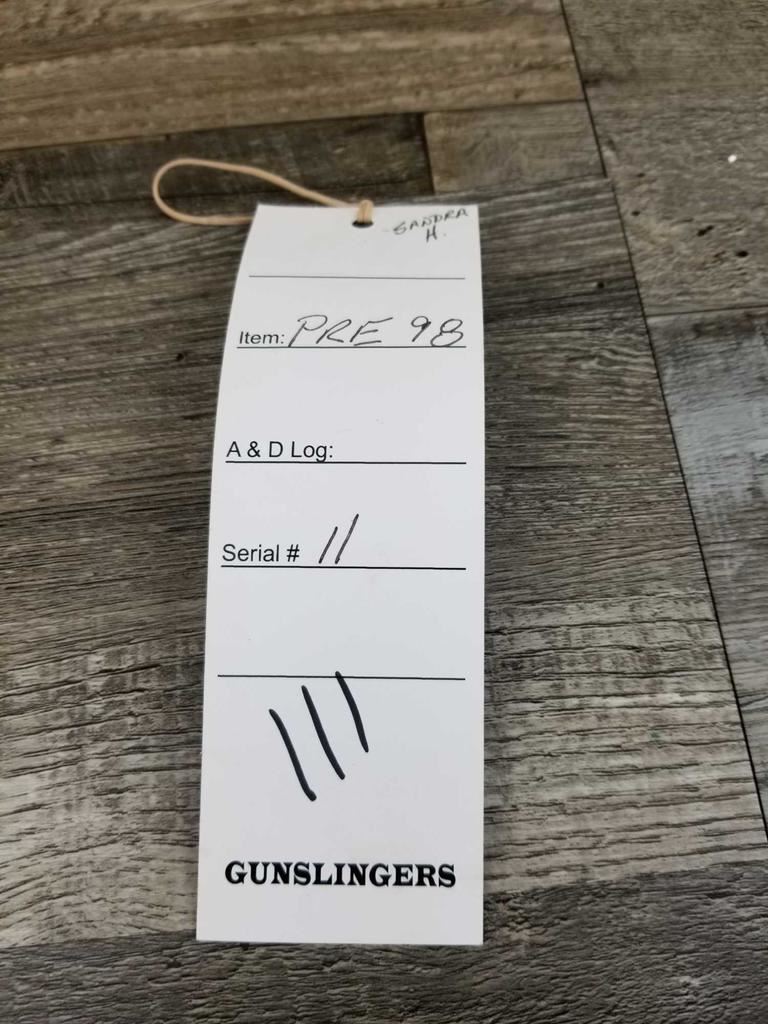 SANDRA
H.
Item: PRE 98
A & D Log:
Serial # 11
111
GUNSLINGERS